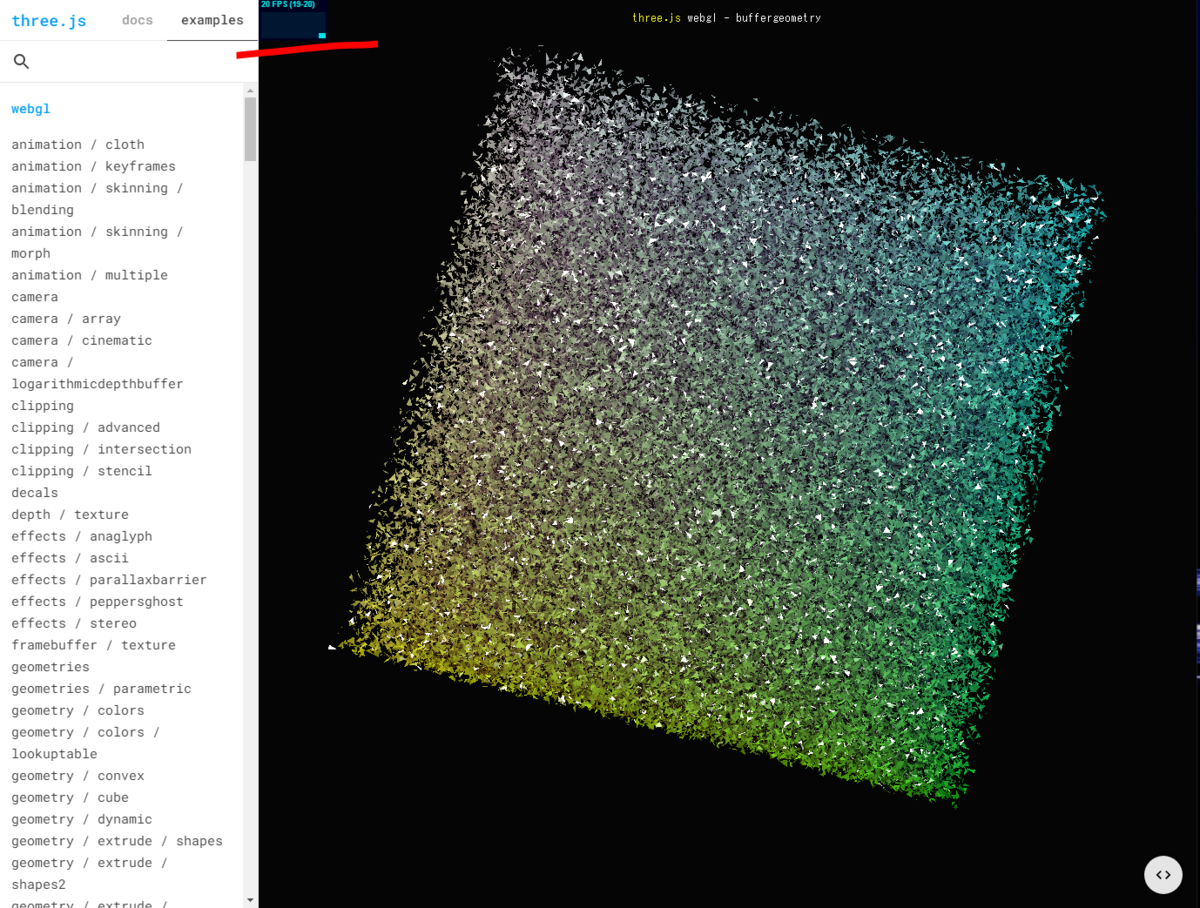 three.js docs examples
20 FPS (19-20)
three.js webgl - buffergeometry
webgl
animation / cloth
animation / keyframes
animation / skinning /
blending
animation / skinning /
morph
animation / multiple
camera
camera / array
camera / cinematic
camera /
logarithmicdepthbuffer
clipping
clipping / advanced
clipping / intersection
clipping / stencil
decals
depth / texture
effects / anaglyph
effects / ascii
effects / parallaxbarrier
effects / peppersghost
effects / stereo
framebuffer / texture
geometries
geometries / parametric
geometry / colors
geometry / colors /
lookuptable
geometry / convex
geometry / cube
geometry / dynamic
geometry / extrude / shapes
geometry / extrude /
shapes2
geometry / extrude /